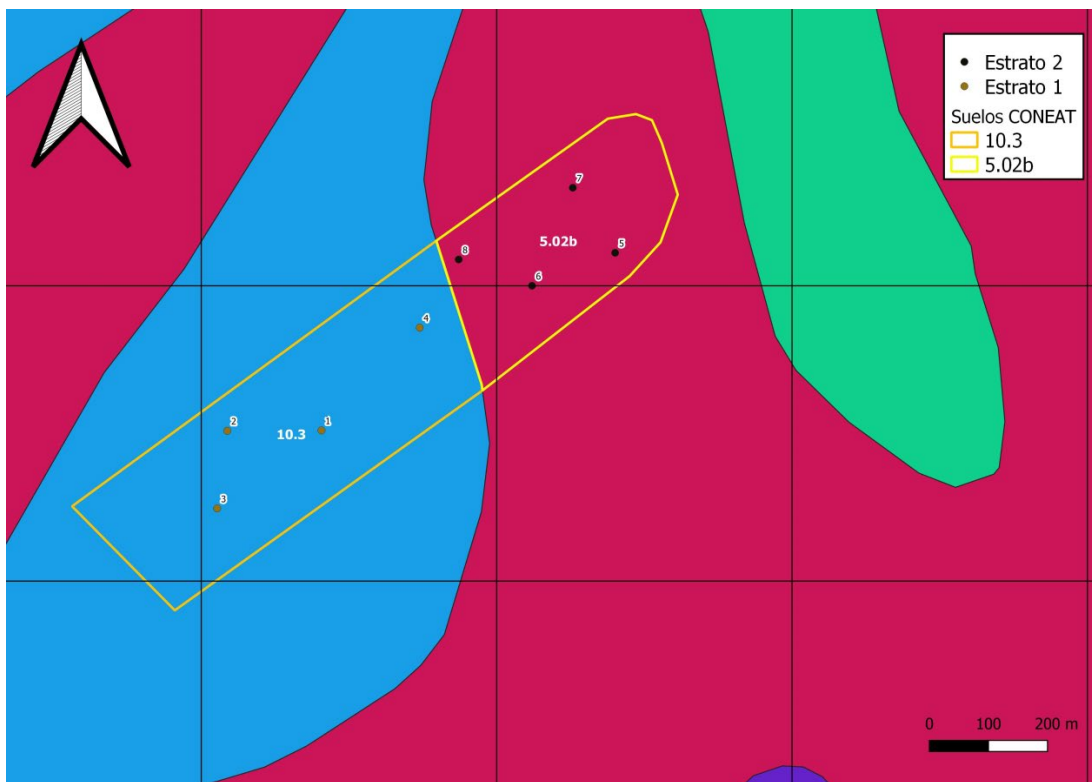 Estrato 2
Estrato 1
Suelos CONEAT
10.3
5.02b
7
5.02b
5
8
6
4
2
1
10.3
3
0 100 200 m